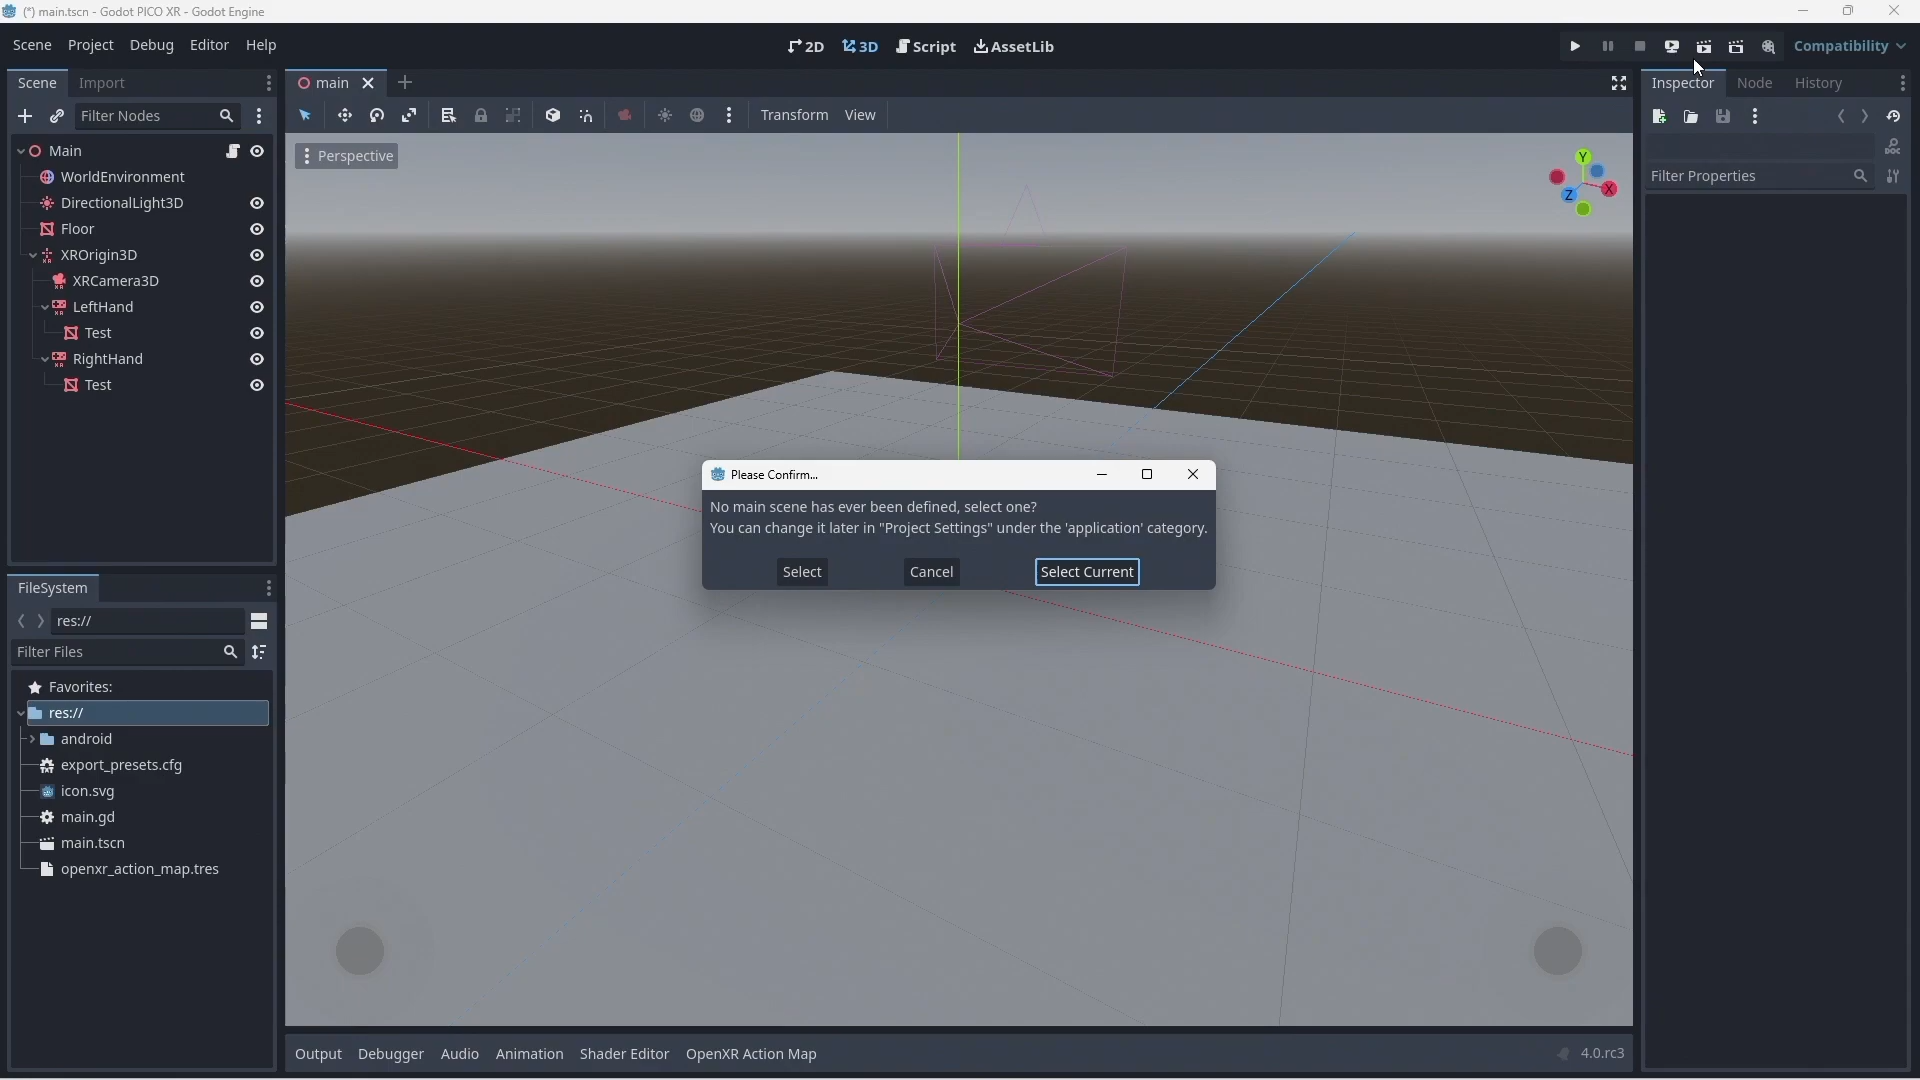 (*) main.tscn - Godot PICO XR - Godot Engine
Scene Project Debug Editor Help
2D 3D Script AssetLib
Compatibility
Scene Import
main
Inspector Node History
Filter Nodes
Transform View
Main
WorldEnvironment
DirectionalLight3D
Floor
XROrigin3D
XRCamera3D
LeftHand
Test
RightHand
Test
Perspective
Y
X
Z
Filter Properties
DOC
Please Confirm...
No main scene has ever been defined, select one?
You can change it later in "Project Settings" under the 'application' category.
Select Cancel Select Current
FileSystem
res://
Filter Files
Favorites:
res://
android
export_presets.cfg
icon.svg
main.gd
main.tscn
openxr_action_map.tres
Output Debugger Audio Animation Shader Editor OpenXR Action Map
4.0.rc3